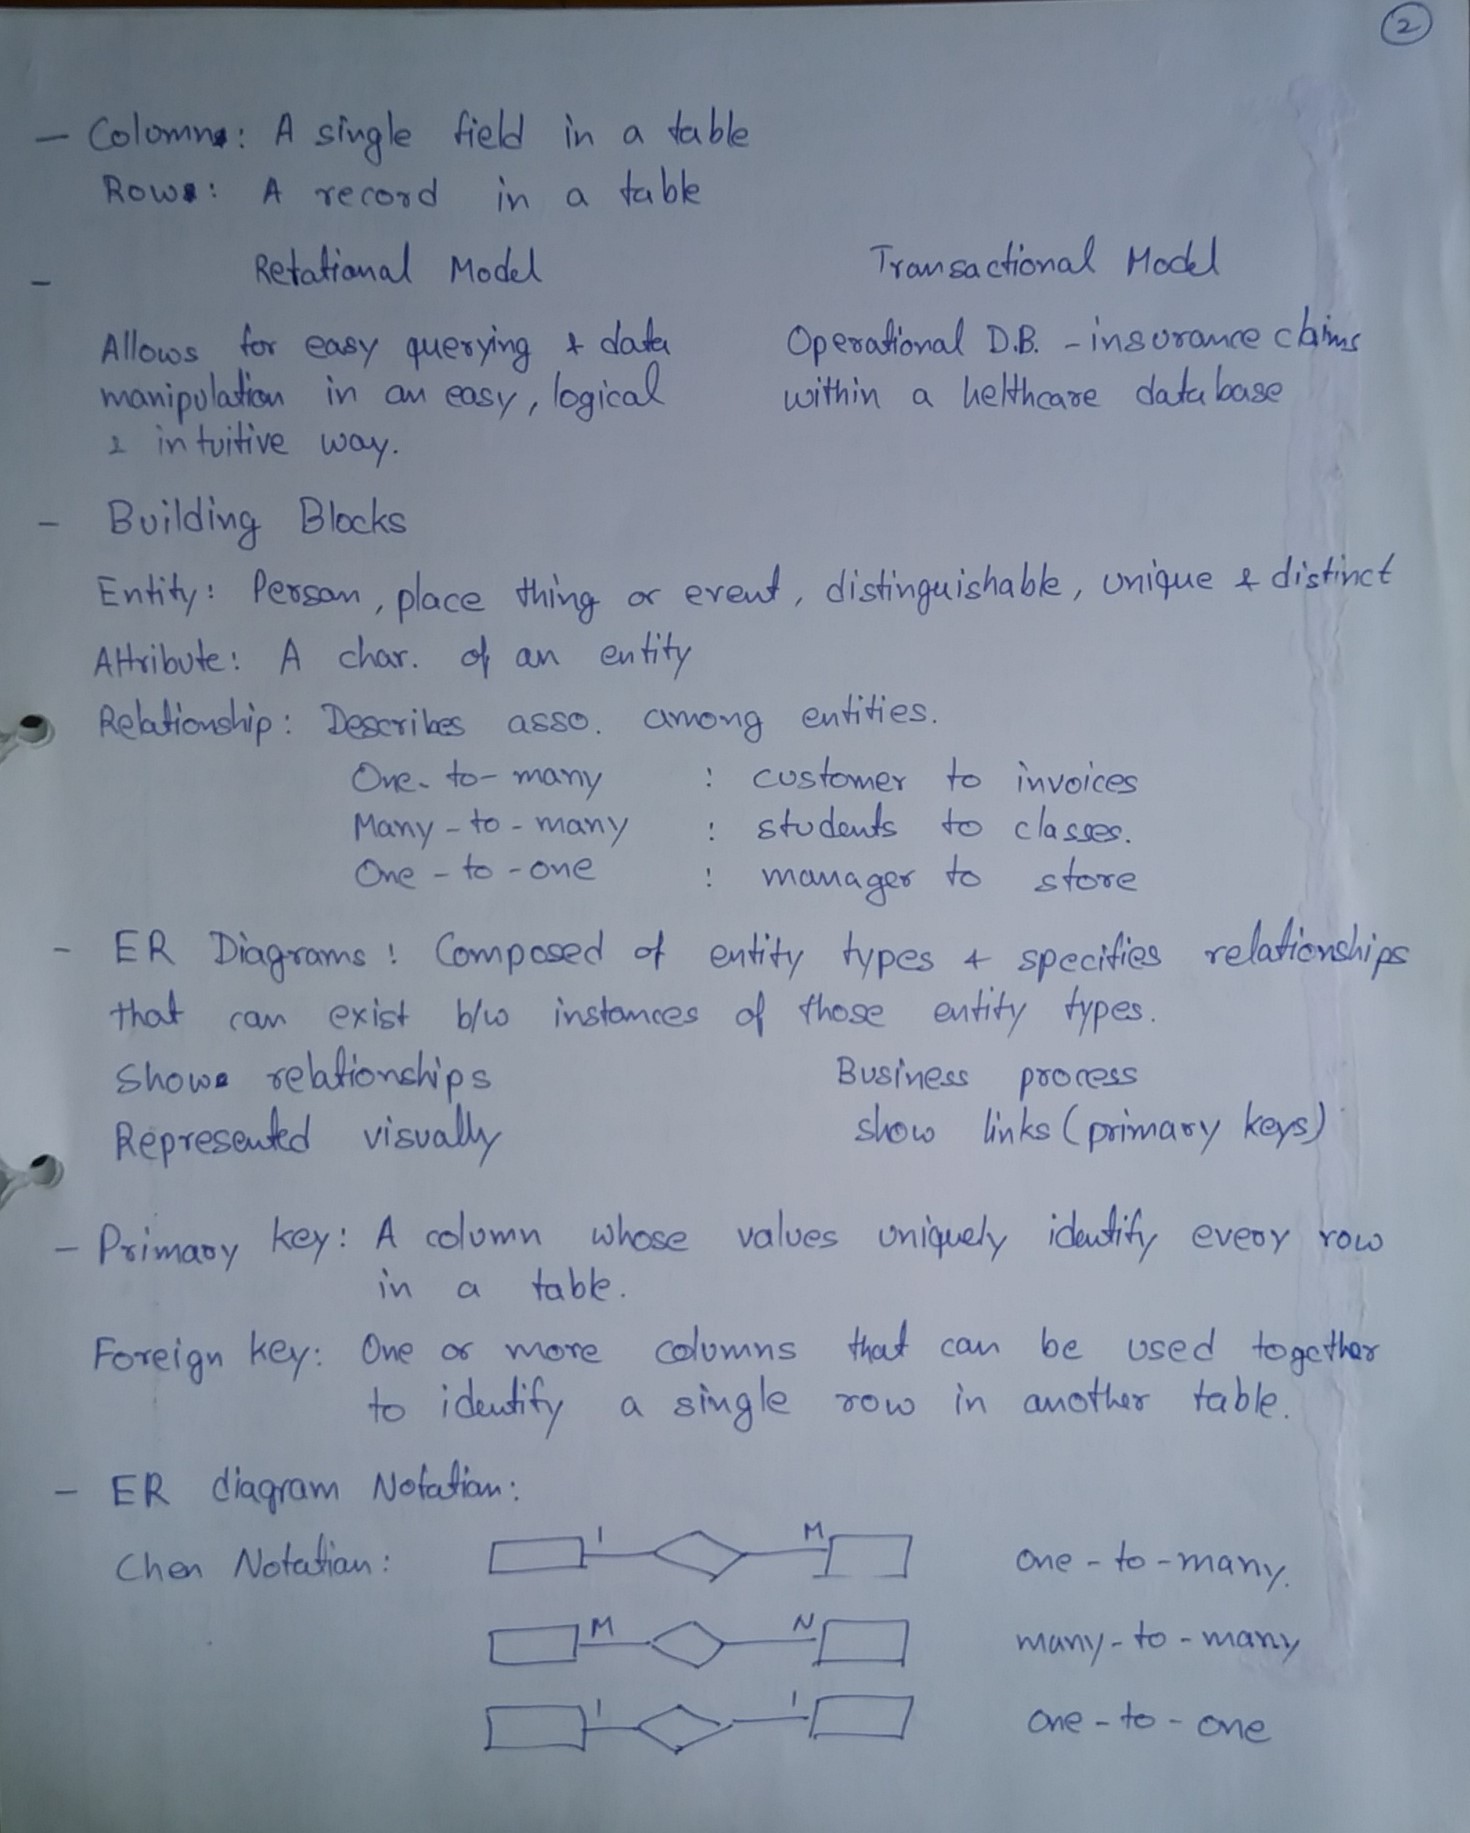 2
- Colomn: A single field in a table
Row: A record in a table
- Retational Model
Transactional Model
Allows for easy querying & data
manipulation in an easy, logical
& intuitive way.
Operational D.B. - insurance claims
within a helthcare database
- Building Blocks
Entity: Person, place thing or event, distinguishable, unique & distinct
Attribute: A char. of an entity
Relationship: Describes asso. among entities.
One-to-many : customer to invoices
Many-to-many : students to classes.
One-to-one : manager to store
- ER Diagrams: Composed of entity types & specifies relationships
that can exist b/w instances of those entity types.
Show relationships
Business process
Represented visually
show links (primary keys)
- Primary key: A column whose values uniquely identify every row
in a table.
Foreign key: One or more columns that can be used together
to identify a single row in another table.
- ER diagram Notation:
Chen Notation: 1 M one-to-many.
M N many-to-many
1 1 one-to-one